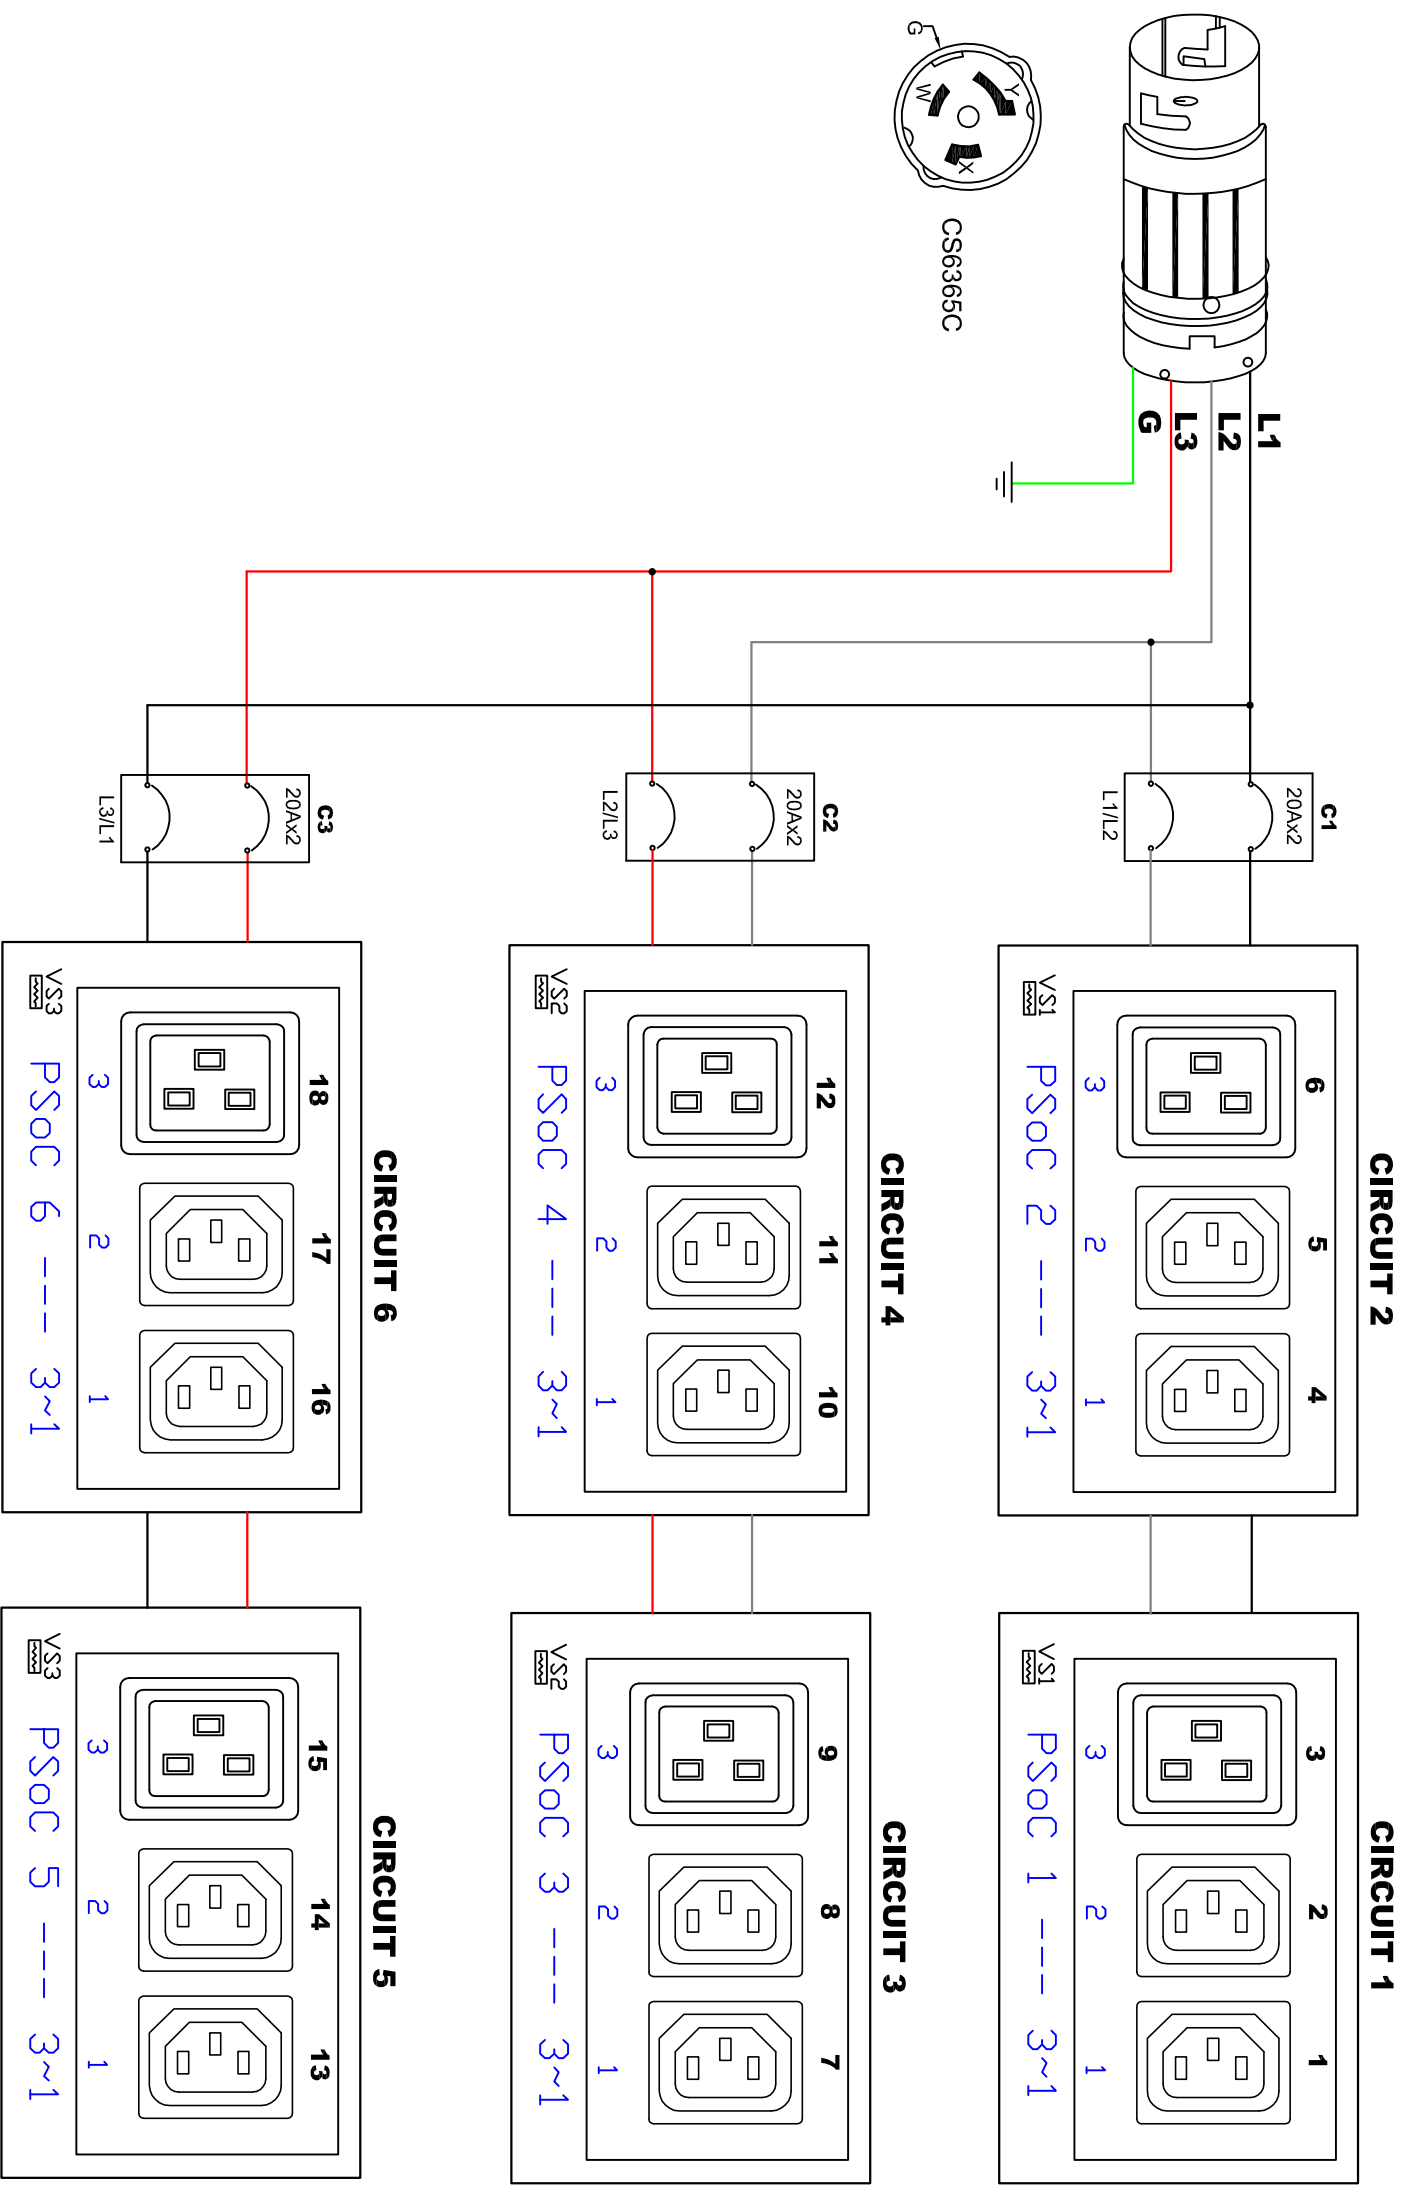 G
Y
W
X
CS6365C
L1
L2
L3
G
C1
20Ax2
L1/L2
C2
20Ax2
L2/L3
C3
20Ax2
L3/L1
CIRCUIT 2
6
5
4
3
2
1
VS1
PSoC 2 --- 3~1
CIRCUIT 1
3
2
1
3
2
1
VS1
PSoC 1 --- 3~1
CIRCUIT 4
12
11
10
3
2
1
VS2
PSoC 4 --- 3~1
CIRCUIT 3
9
8
7
3
2
1
VS2
PSoC 3 --- 3~1
CIRCUIT 6
18
17
16
3
2
1
VS3
PSoC 6 --- 3~1
CIRCUIT 5
15
14
13
3
2
1
VS3
PSoC 5 --- 3~1